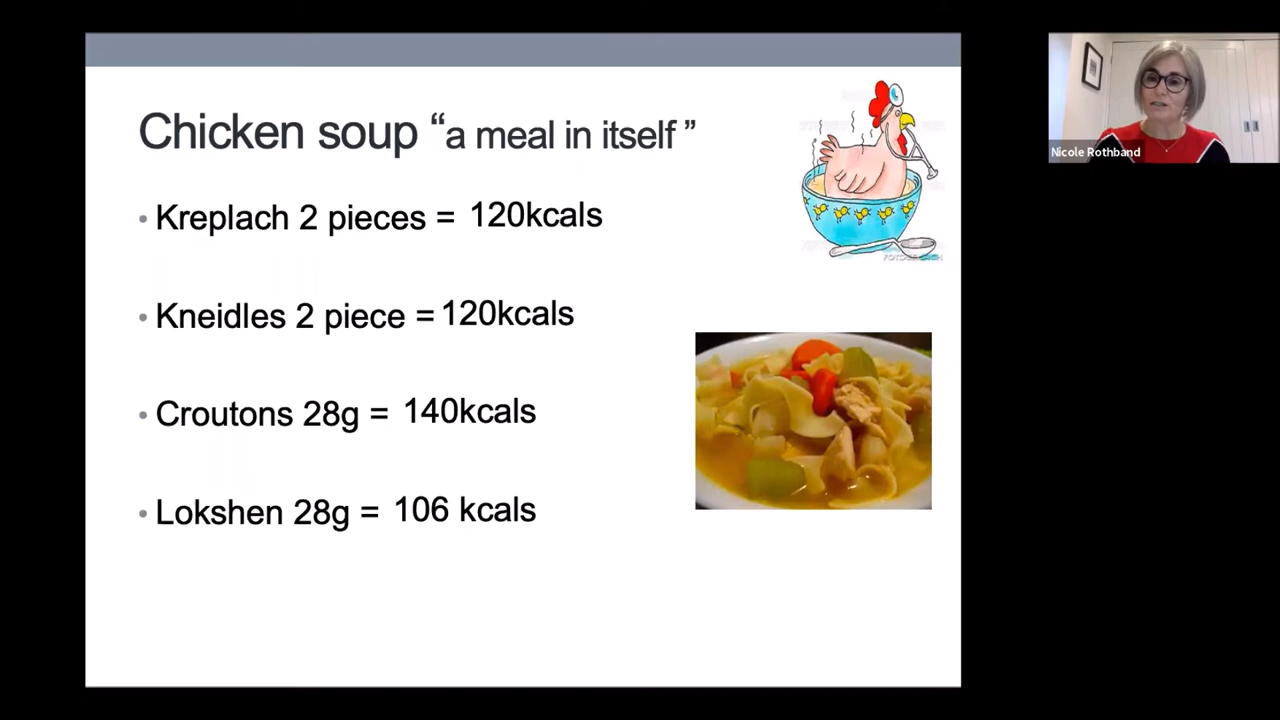 Chicken soup “a meal in itself ”
• Kreplach 2 pieces = 120kcals
• Kneidles 2 piece = 120kcals
• Croutons 28g = 140kcals
• Lokshen 28g = 106 kcals
Nicole Rothband